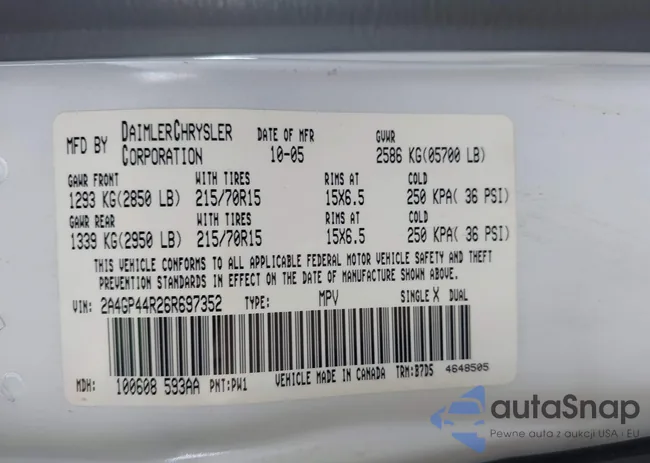 MFD BY DAIMLERCHRYSLER CORPORATION DATE OF MFR 10-05 GVWR 2586 KG(05700 LB)
GAWR FRONT WITH TIRES RIMS AT COLD
1293 KG(2850 LB) 215/70R15 15X6.5 250 KPA( 36 PSI)
GAWR REAR WITH TIRES RIMS AT COLD
1339 KG(2950 LB) 215/70R15 15X6.5 250 KPA( 36 PSI)
THIS VEHICLE CONFORMS TO ALL APPLICABLE FEDERAL MOTOR VEHICLE SAFETY AND THEFT
PREVENTION STANDARDS IN EFFECT ON THE DATE OF MANUFACTURE SHOWN ABOVE.
VIN: 2A4GP44R26R697352 TYPE: MPV SINGLE X DUAL
MDH: 100608 593AA PNT: PW1 VEHICLE MADE IN CANADA TRM: B7D5 4648505
autaSnap
Pewne auta z aukcji USA i EU